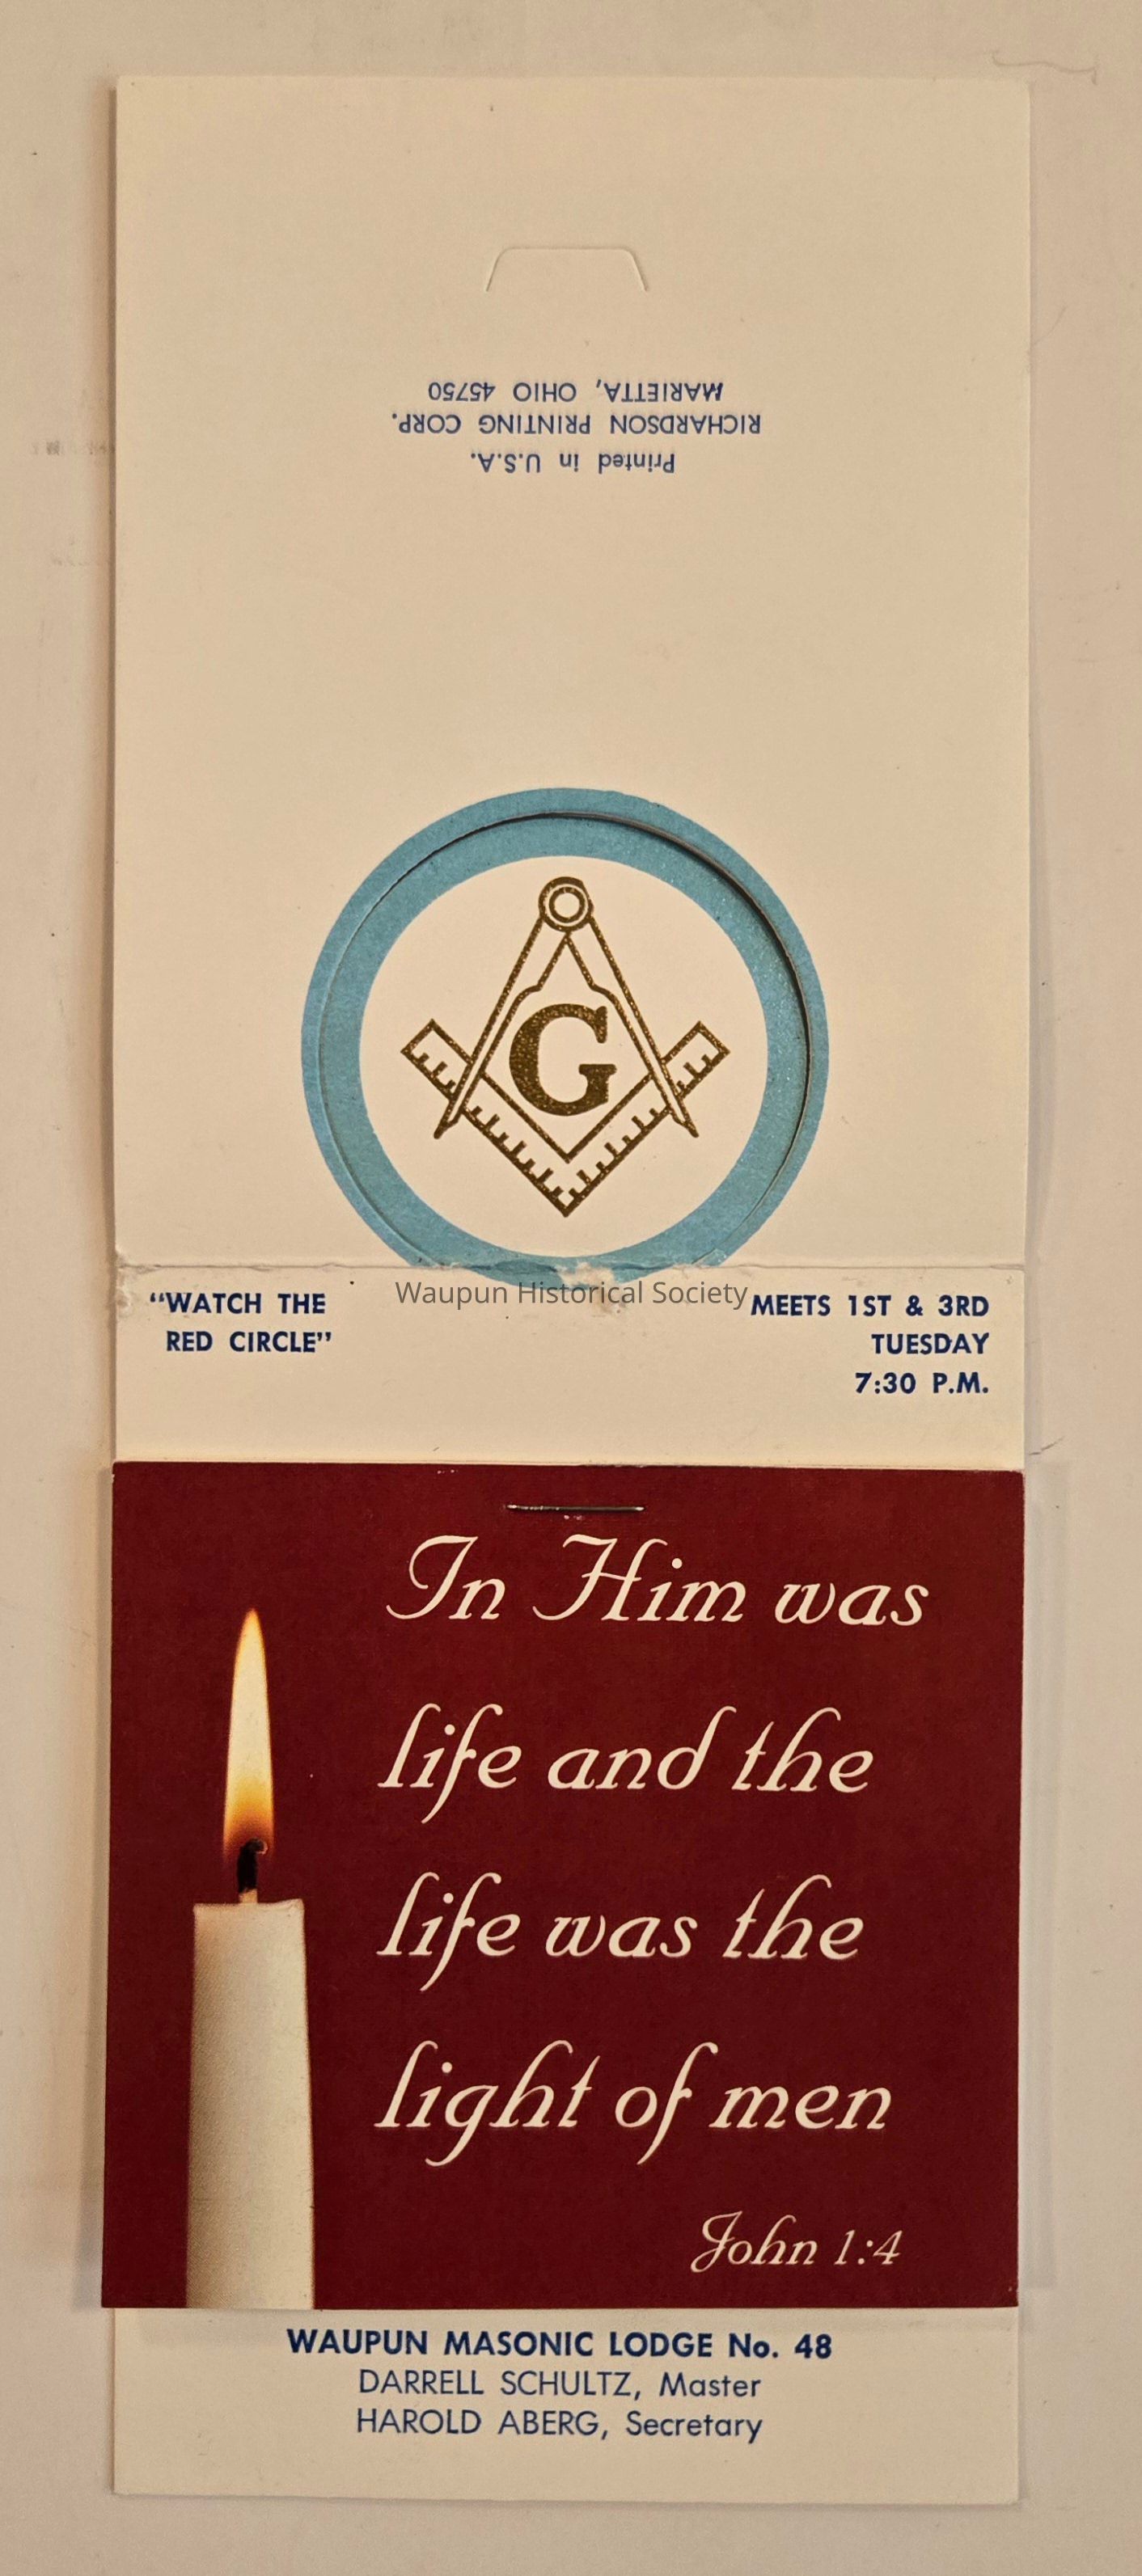 MARIETTA, OHIO 45750
RICHARDSON PRINTING CORP.
Printed in U.S.A.
G
"WATCH THE
RED CIRCLE"
Waupun Historical Society
MEETS 1ST & 3RD
TUESDAY
7:30 P.M.
In Him was
life and the
life was the
light of men
John 1:4
WAUPUN MASONIC LODGE No. 48
DARRELL SCHULTZ, Master
HAROLD ABERG, Secretary